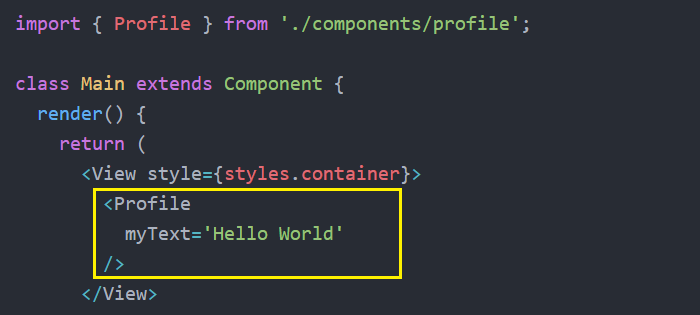 import { Profile } from './components/profile';
class Main extends Component {
render() {
return (
<View style={styles.container}>
<Profile
myText='Hello World'
/>
</View>